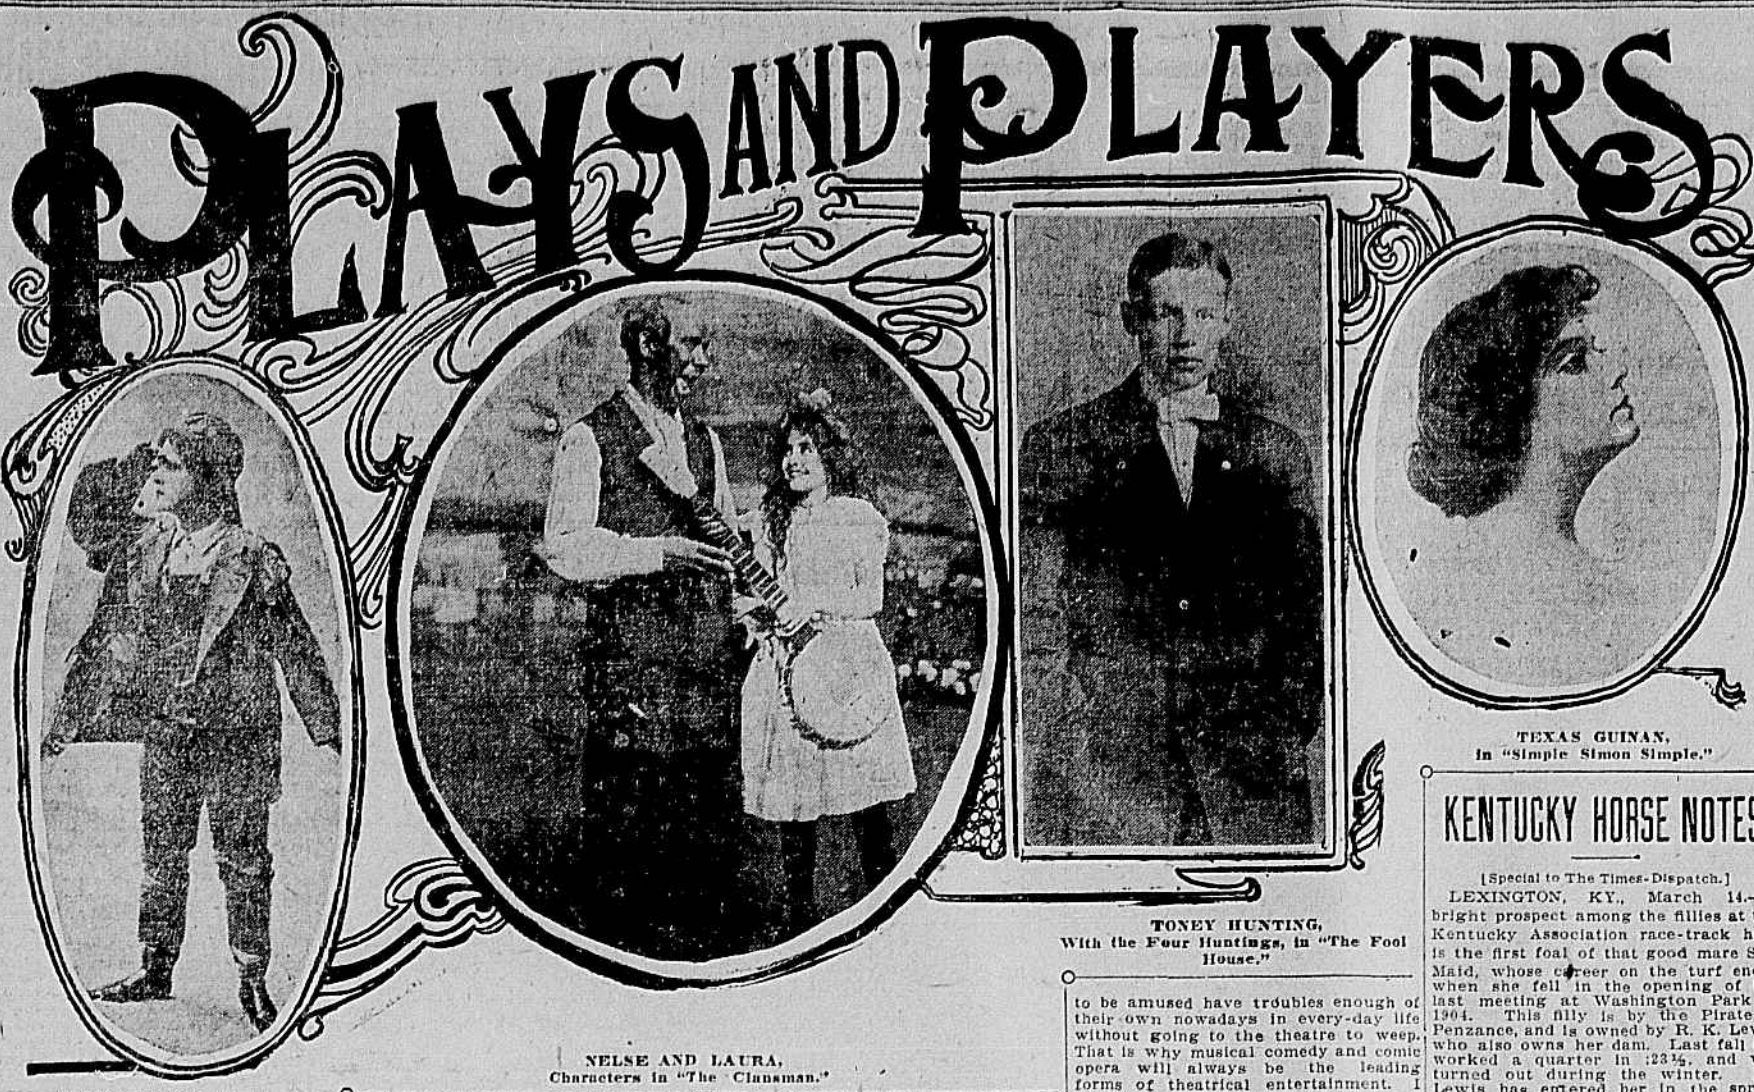 PLAYS AND PLAYERS
NELSE AND LAURA,
Characters in "The Clansman."
TONEY HUNTING,
With the Four Huntings, in "The Fool
House."
to be amused have troubles enough of
their own nowadays in every-day life
without going to the theatre to weep.
That is why musical comedy and comic
opera will always be the leading
forms of theatrical entertainment. I
TEXAS GUINAN,
in "Simple Simon Simple."
KENTUCKY HORSE NOTES
[Special to The Times-Dispatch.]
LEXINGTON, KY., March 14.—
bright prospect among the fillies at
Kentucky Association race-track
is the first foal of that good mare
Maid, whose career on the turf
when she fell in the opening of
last meeting at Washington Park
1904. This filly is by the Pirate
Penzance, and is owned by R. K.
who also owns her dam. Last fall
worked a quarter in :23½, and
turned out during the winter.
Lewis has entered her in the